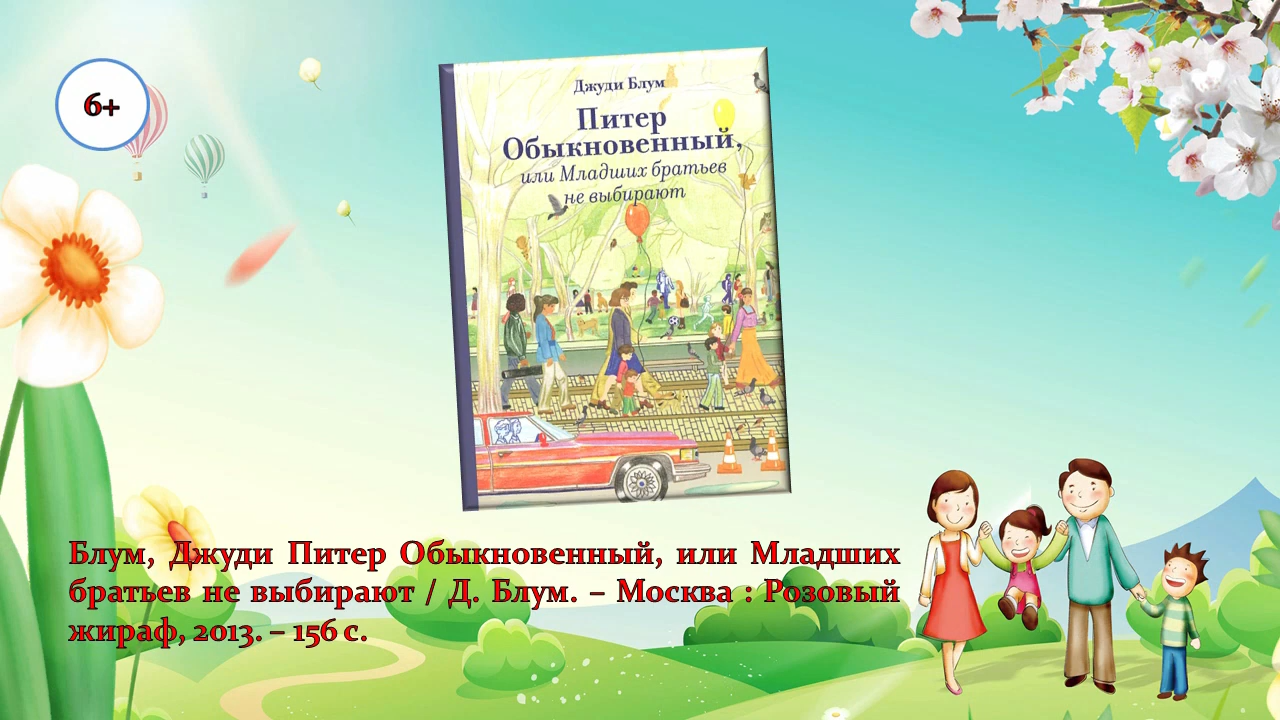 6+
Джуди Блум
Питер
Обыкновенный,
или Младших братьев
не выбирают
Блум, Джуди Питер Обыкновенный, или Младших
братьев не выбирают / Д. Блум. – Москва : Розовый
жираф, 2013. – 156 с.